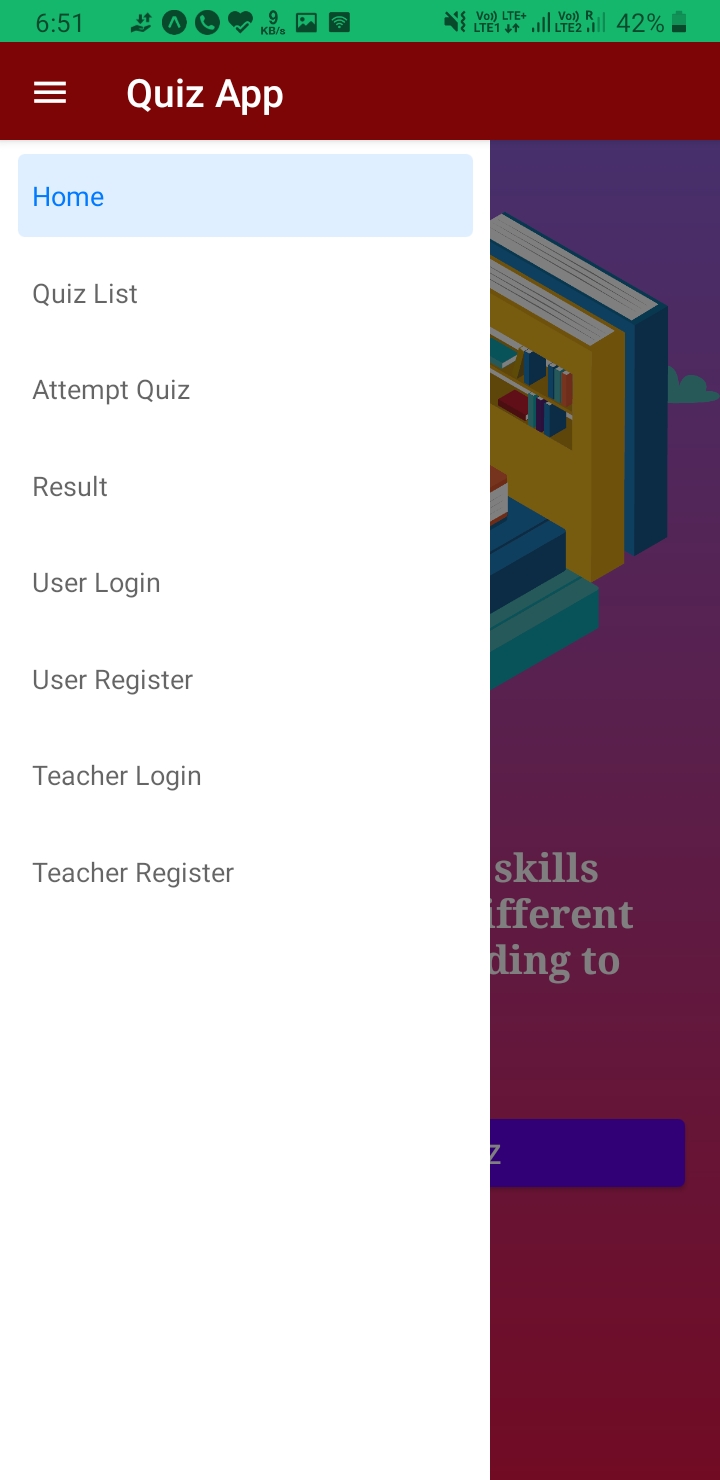 6:51 9 KB/s Vo) LTE1 LTE+ Vo) LTE2 R 42%
Quiz App
Home
Quiz List
Attempt Quiz
Result
User Login
User Register
Teacher Login
Teacher Register
skills
ifferent
ding to
Z